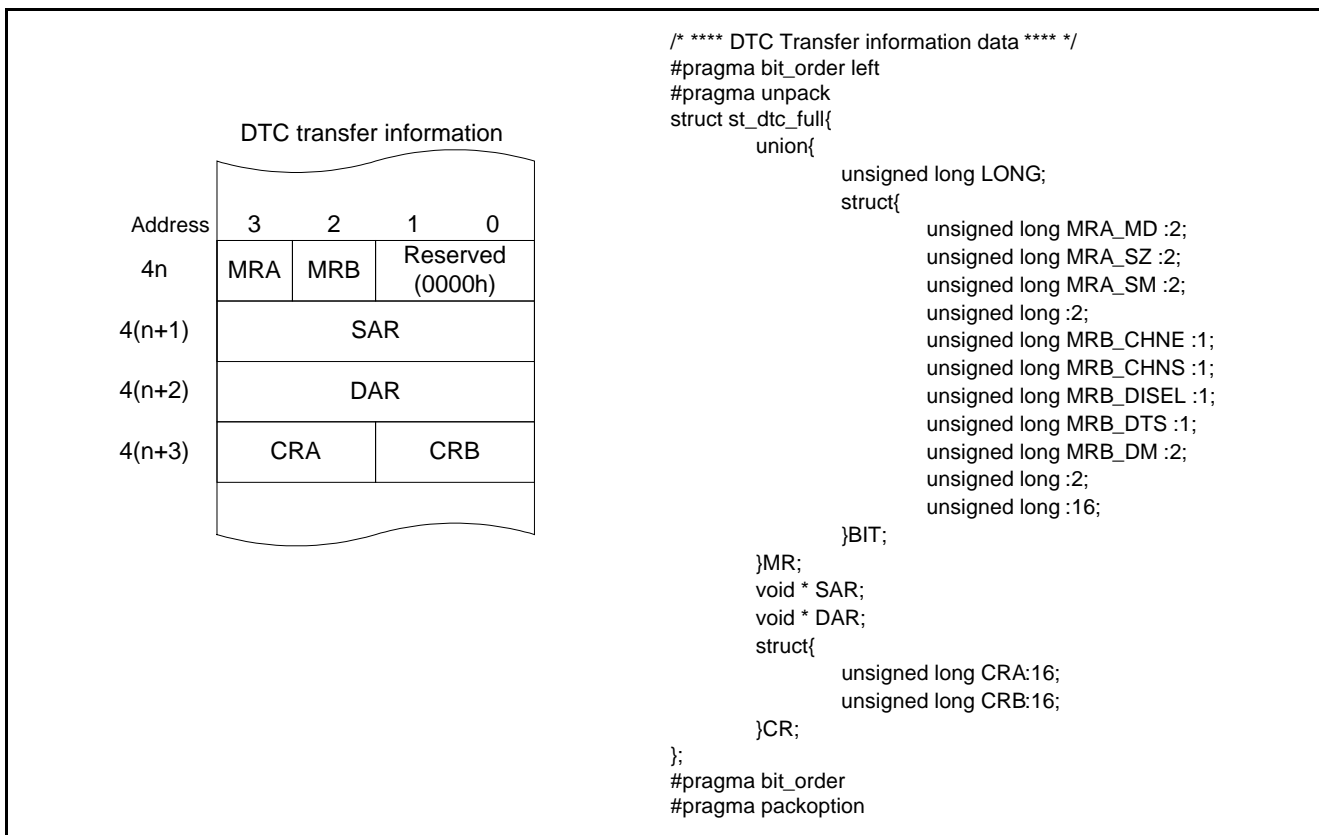 DTC transfer information
Address 3 2 1 0
4n MRA MRB Reserved
(0000h)
4(n+1) SAR
4(n+2) DAR
4(n+3) CRA CRB
/* **** DTC Transfer information data **** */
#pragma bit_order left
#pragma unpack
struct st_dtc_full{
union{
unsigned long LONG;
struct{
unsigned long MRA_MD :2;
unsigned long MRA_SZ :2;
unsigned long MRA_SM :2;
unsigned long :2;
unsigned long MRB_CHNE :1;
unsigned long MRB_CHNS :1;
unsigned long MRB_DISEL :1;
unsigned long MRB_DTS :1;
unsigned long MRB_DM :2;
unsigned long :2;
unsigned long :16;
}BIT;
}MR;
void * SAR;
void * DAR;
struct{
unsigned long CRA:16;
unsigned long CRB:16;
}CR;
};
#pragma bit_order
#pragma packoption